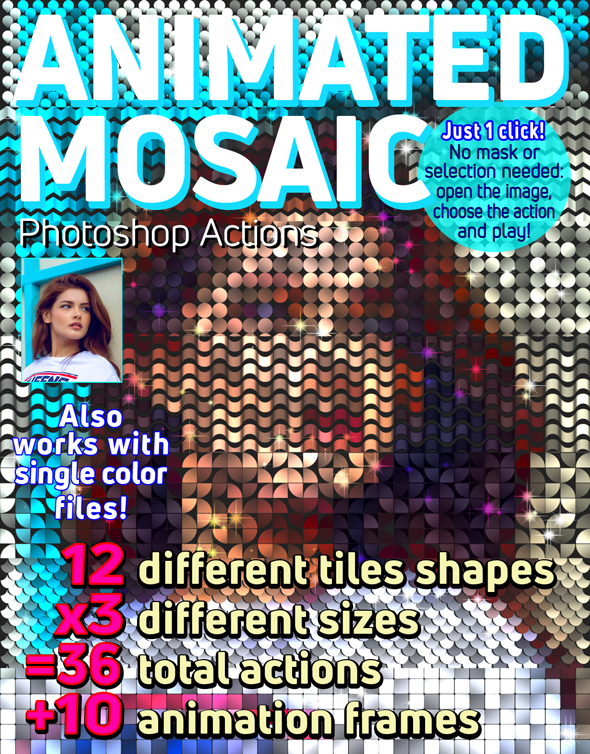 ANIMATED
MOSAIC
Just 1 click!
No mask or
selection needed:
open the image,
choose the action
and play!
Photoshop Actions
Also
works with
single color
files!
12 different tiles shapes
x3 different sizes
=36 total actions
+10 animation frames